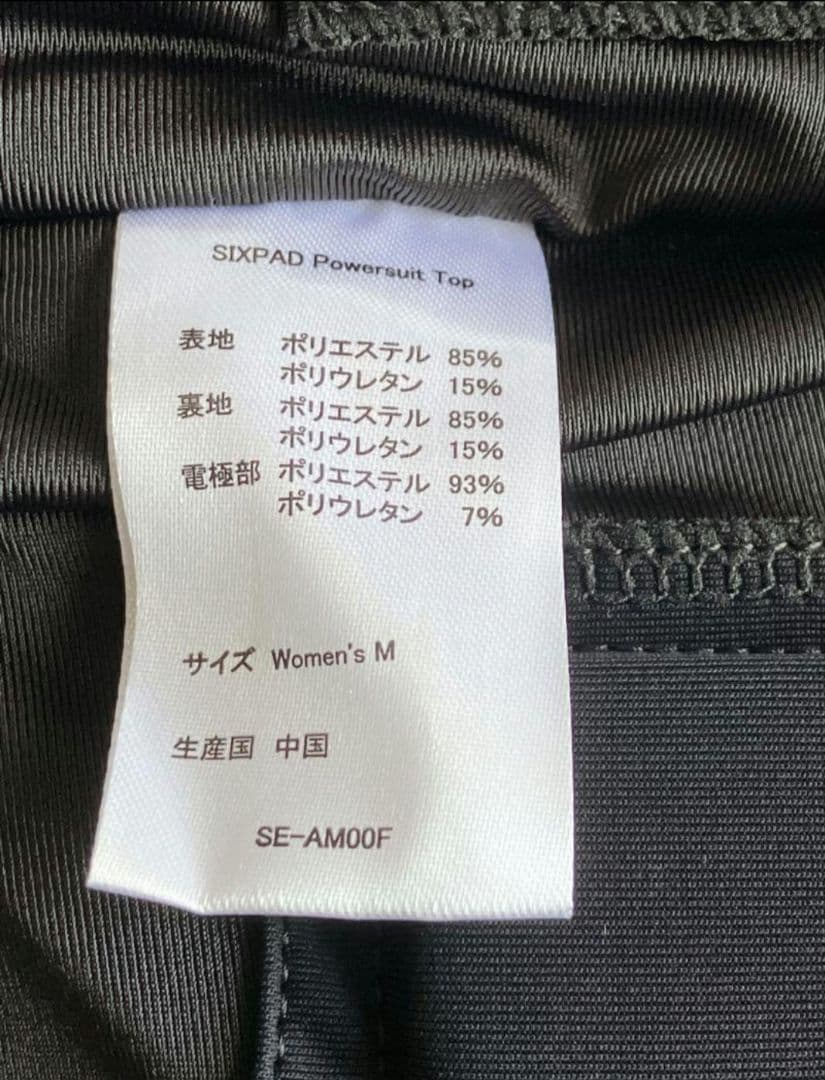 SIXPAD Powersuit Top
表地 ポリエステル 85%
ポリウレタン 15%
裏地 ポリエステル 85%
ポリウレタン 15%
電極部 ポリエステル 93%
ポリウレタン 7%
サイズ Women's M
生産国 中国
SE-AM00F